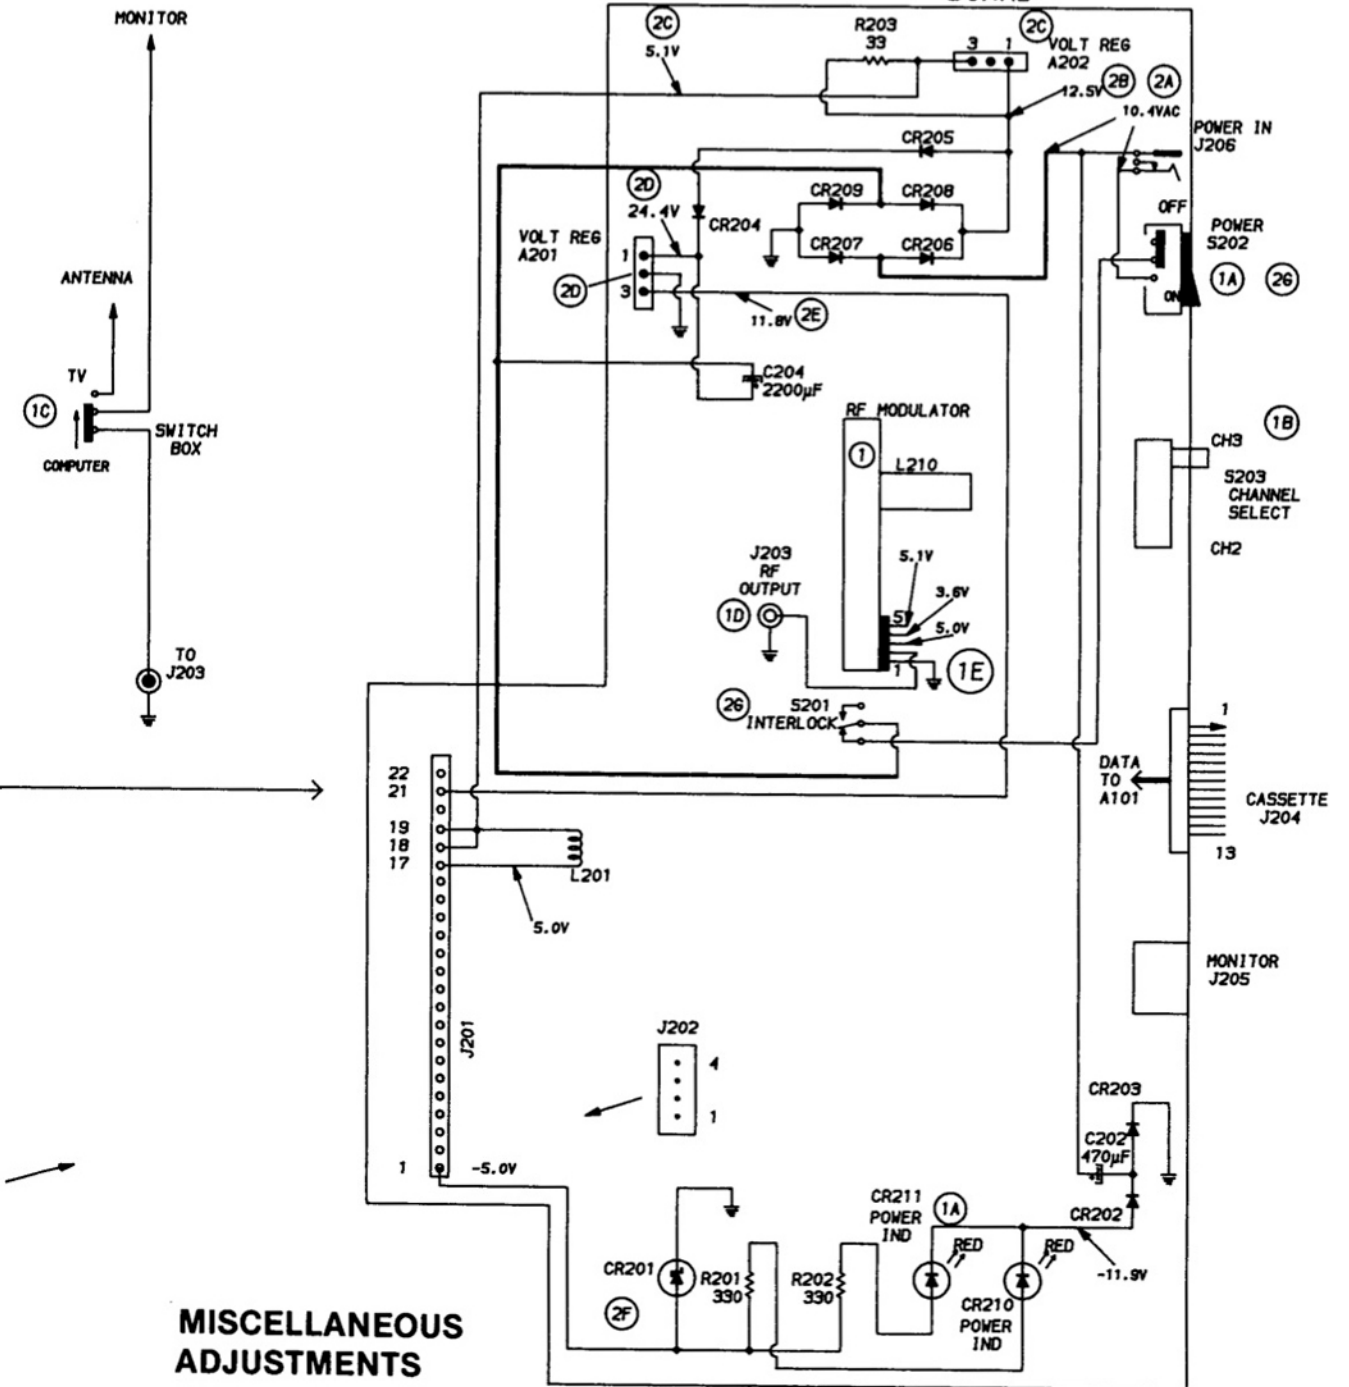 MONITOR
2C
5.1V
R203
33
2C
3 1
VOLT REG
A202
12.5V
2B
2A
10.4VAC
POWER IN
J206
CR205
2D
24.4V
CR204
CR209
CR208
CR207
CR206
OFF
POWER
S202
ON
1A
2G
VOLT REG
A201
1
3
2D
11.8V
2E
ANTENNA
TV
1C
COMPUTER
SWITCH
BOX
C204
2200µF
RF MODULATOR
1
L210
1B
CH3
S203
CHANNEL
SELECT
CH2
J203
RF
OUTPUT
1D
5.1V
3.6V
5.0V
5
1
1E
TO
J203
2G
S201
INTERLOCK
1
DATA
TO
A101
CASSETTE
J204
13
22
21
19
18
17
L201
5.0V
MONITOR
J205
J201
J202
4
1
1
-5.0V
CR203
C202
470µF
CR202
-11.9V
CR211
POWER
IND
1A
RED
RED
CR201
2F
R201
330
R202
330
CR210
POWER
IND
MISCELLANEOUS
ADJUSTMENTS